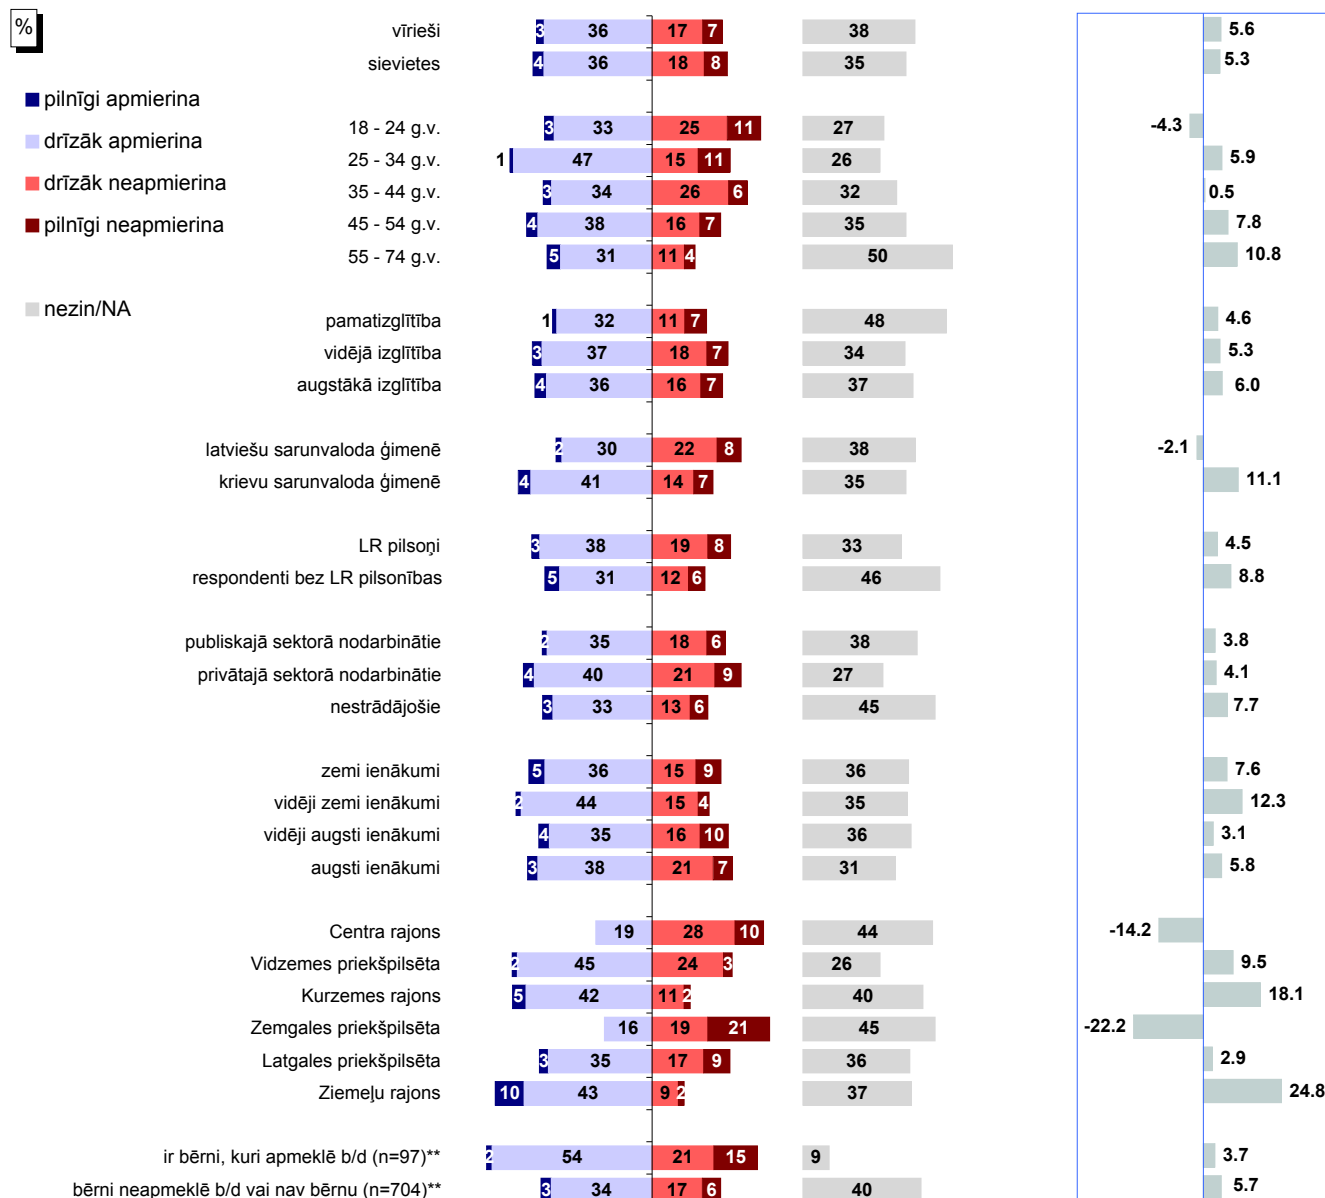 %
pilnīgi apmierina
drīzāk apmierina
drīzāk neapmierina
pilnīgi neapmierina
nezin/NA
vīrieši 3 36 17 7 38 5.6
sievietes 4 36 18 8 35 5.3
18 - 24 g.v. 3 33 25 11 27 -4.3
25 - 34 g.v. 1 47 15 11 26 5.9
35 - 44 g.v. 3 34 26 6 32 0.5
45 - 54 g.v. 4 38 16 7 35 7.8
55 - 74 g.v. 5 31 11 4 50 10.8
pamatizglītība 1 32 11 7 48 4.6
vidējā izglītība 3 37 18 7 34 5.3
augstākā izglītība 4 36 16 7 37 6.0
latviešu sarunvaloda ģimenē 2 30 22 8 38 -2.1
krievu sarunvaloda ģimenē 4 41 14 7 35 11.1
LR pilsoņi 3 38 19 8 33 4.5
respondenti bez LR pilsonības 5 31 12 6 46 8.8
publiskajā sektorā nodarbinātie 2 35 18 6 38 3.8
privātajā sektorā nodarbinātie 4 40 21 9 27 4.1
nestrādājošie 3 33 13 6 45 7.7
zemi ienākumi 5 36 15 9 36 7.6
vidēji zemi ienākumi 2 44 15 4 35 12.3
vidēji augsti ienākumi 4 35 16 10 36 3.1
augsti ienākumi 3 38 21 7 31 5.8
Centra rajons 19 28 10 44 -14.2
Vidzemes priekšpilsēta 2 45 24 3 26 9.5
Kurzemes rajons 5 42 11 2 40 18.1
Zemgales priekšpilsēta 16 19 21 45 -22.2
Latgales priekšpilsēta 3 35 17 9 36 2.9
Ziemeļu rajons 10 43 9 2 37 24.8
ir bērni, kuri apmeklē b/d (n=97)** 2 54 21 15 9 3.7
bērni neapmeklē b/d vai nav bērnu (n=704)** 3 34 17 6 40 5.7